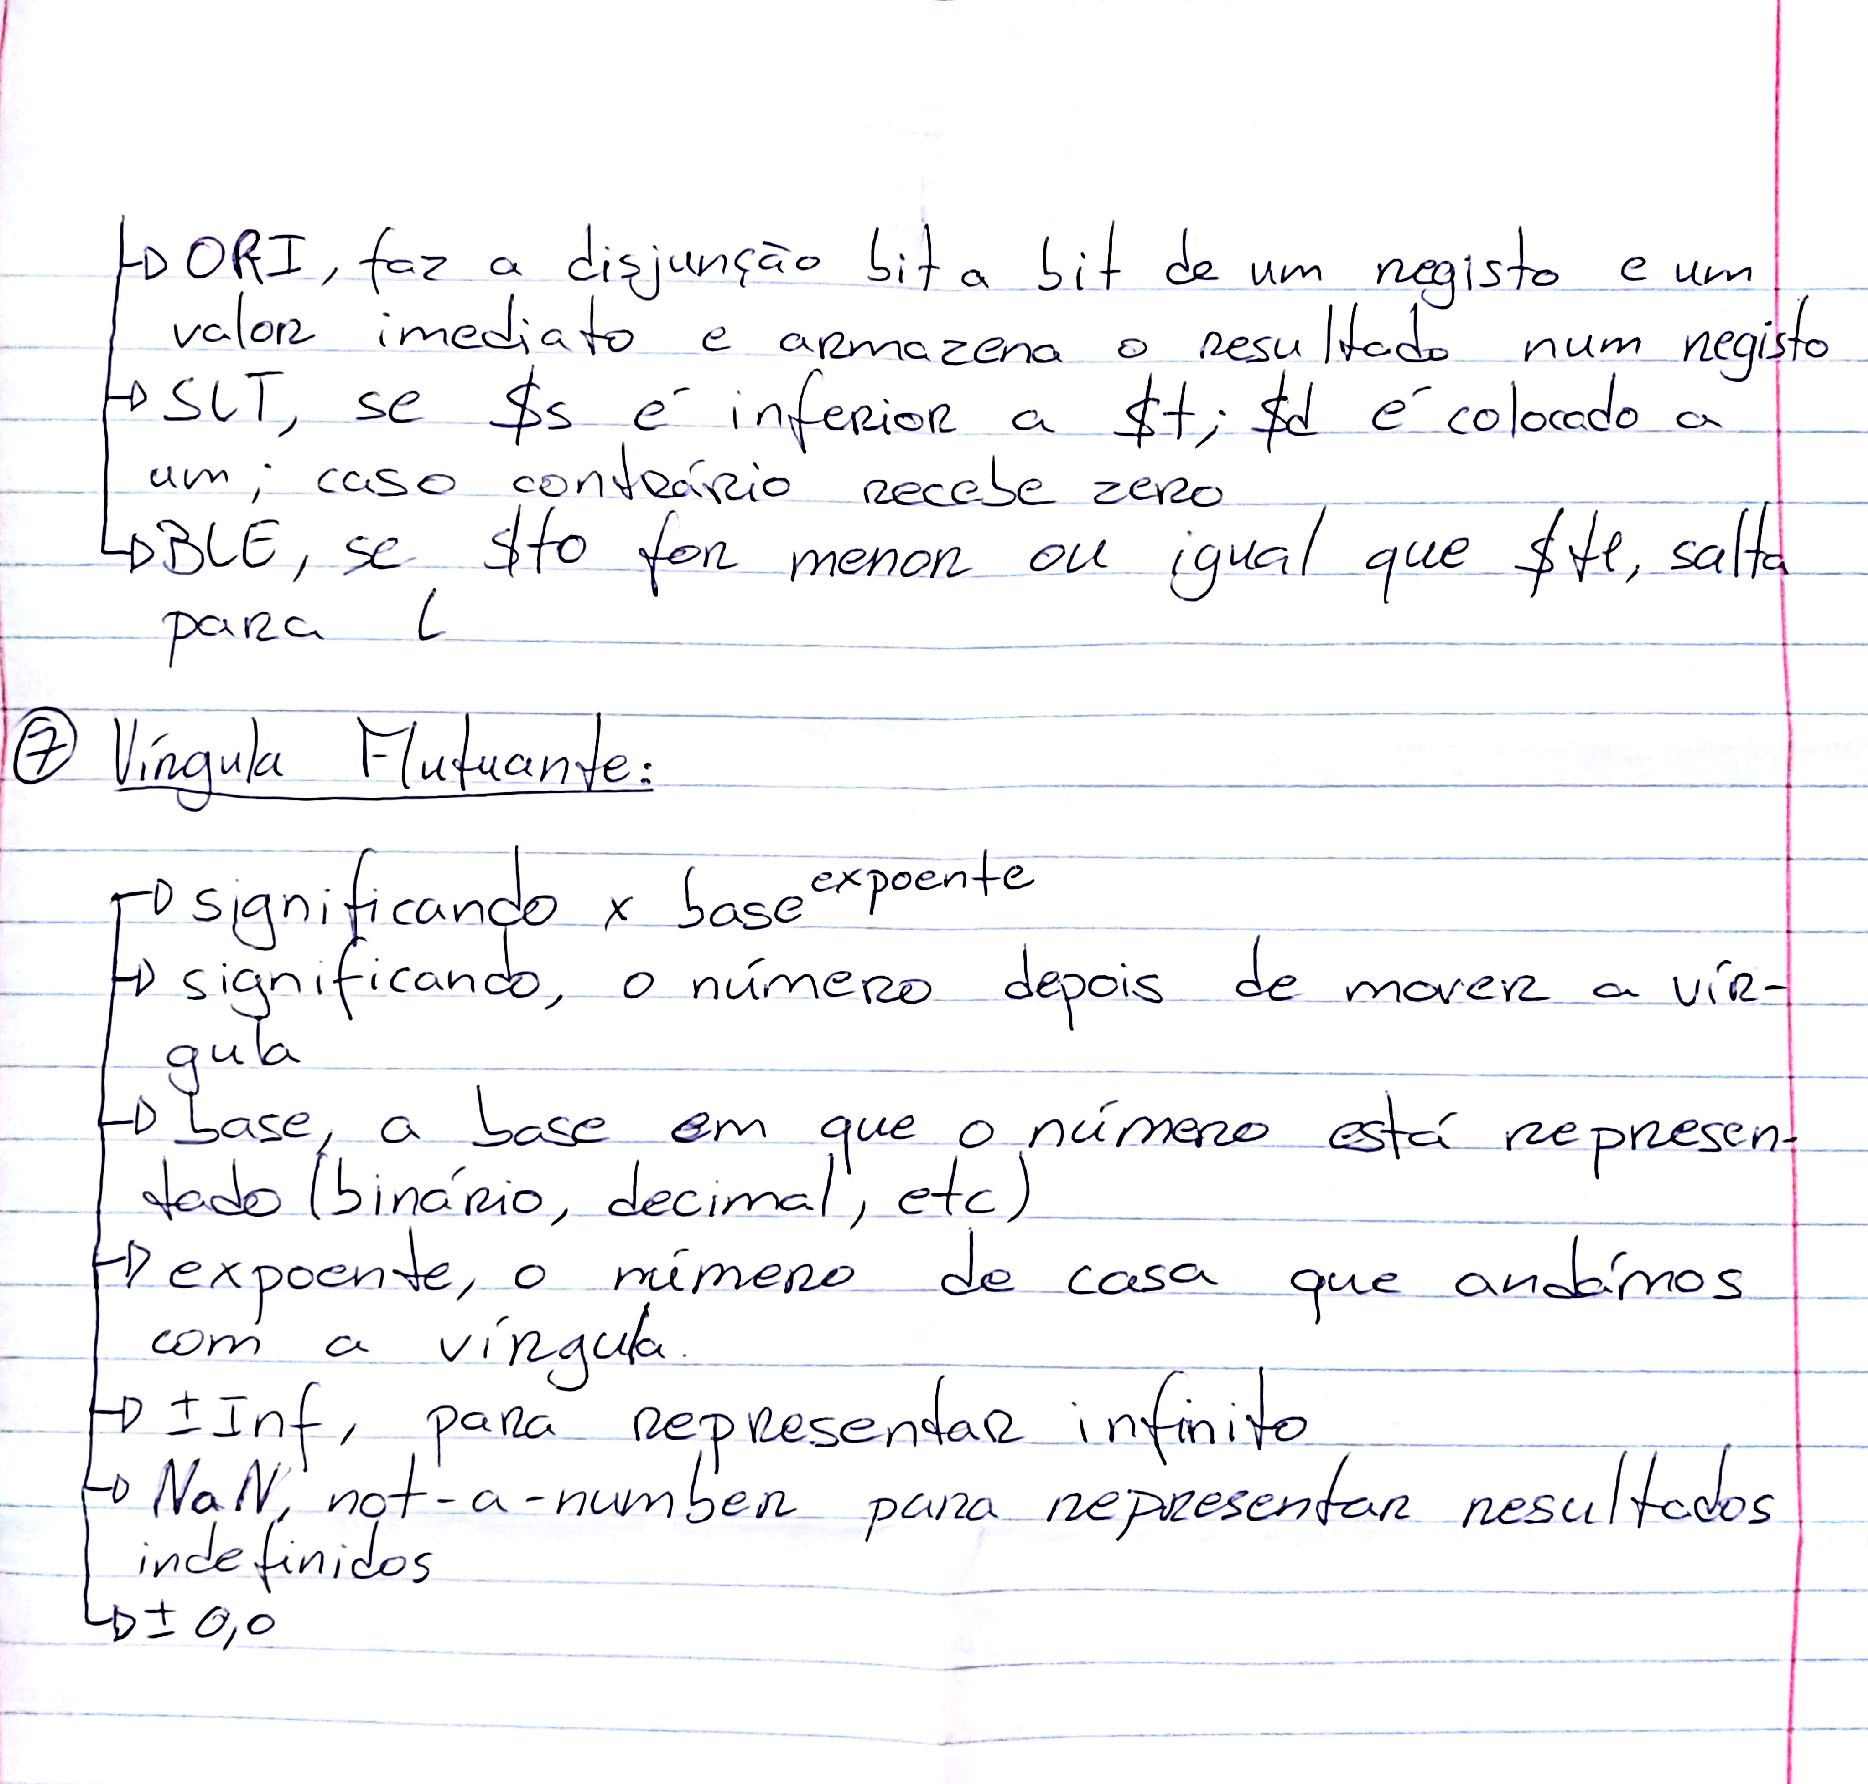 ORI, faz a disjunção bit a bit de um registo e um
valor imediato e armazena o resultado num registo
SLT, se $s é inferior a $t; $d é colocado a
um; caso contrário recebe zero
BLE, se $t0 for menor ou igual que $t1, salta
para L
⑦ Vírgula Flutuante:
significando x base^expoente
significando, o número depois de mover a vír-
gula
base, a base em que o número está represen-
tado (binário, decimal, etc)
expoente, o número de casa que andámos
com a vírgula.
±Inf, para representar infinito
NaN, not-a-number para representar resultados
indefinidos
± 0,0